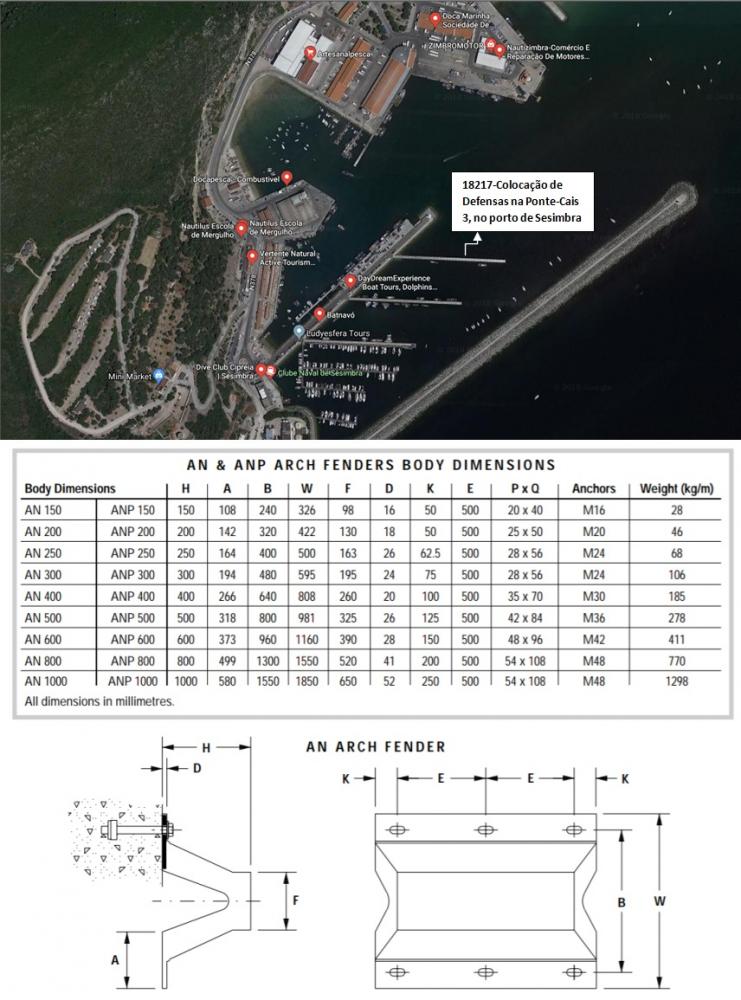 Doca Marinha
Sociedade De
ZIMBROMOTOR
Nautizimbra-Comércio E
Reparação De Motores...
Artesanalpesca
N378
Docapesca - Combustivel
18217-Colocação de
Defensas na Ponte-Cais
3, no porto de Sesimbra
Nautilus Escola
de Mergulho
Nautilus Escola
de Mergulho
Vertente Natural
Active Tourism...
N378
DayDreamExperience
Boat Tours, Dolphins...
Batnavó
Ludyesfera Tours
Mini Market
Dive Club Cipreia
| Sesimbra
Clube Naval de Sesimbra
AN & ANP ARCH FENDERS BODY DIMENSIONS
Body Dimensions H A B W F D K E P x Q Anchors Weight (kg/m)
AN 150 ANP 150 150 108 240 326 98 16 50 500 20 x 40 M16 28
AN 200 ANP 200 200 142 320 422 130 18 50 500 25 x 50 M20 46
AN 250 ANP 250 250 164 400 500 163 26 62.5 500 28 x 56 M24 68
AN 300 ANP 300 300 194 480 595 195 24 75 500 28 x 56 M24 106
AN 400 ANP 400 400 266 640 808 260 20 100 500 35 x 70 M30 185
AN 500 ANP 500 500 318 800 981 325 26 125 500 42 x 84 M36 278
AN 600 ANP 600 600 373 960 1160 390 28 150 500 48 x 96 M42 411
AN 800 ANP 800 800 499 1300 1550 520 41 200 500 54 x 108 M48 770
AN 1000 ANP 1000 1000 580 1550 1850 650 52 250 500 54 x 108 M48 1298
All dimensions in millimetres.
AN ARCH FENDER
H
D
K E E K
F
A
B
W